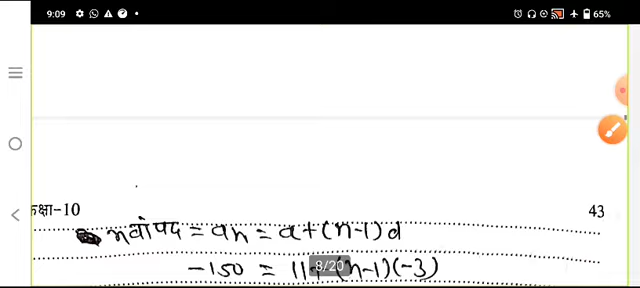 9:09
65%
कक्षा-10
43
nवाँ पद = an = a+(n-1)d
8/20
-150 = 11+(n-1)(-3)